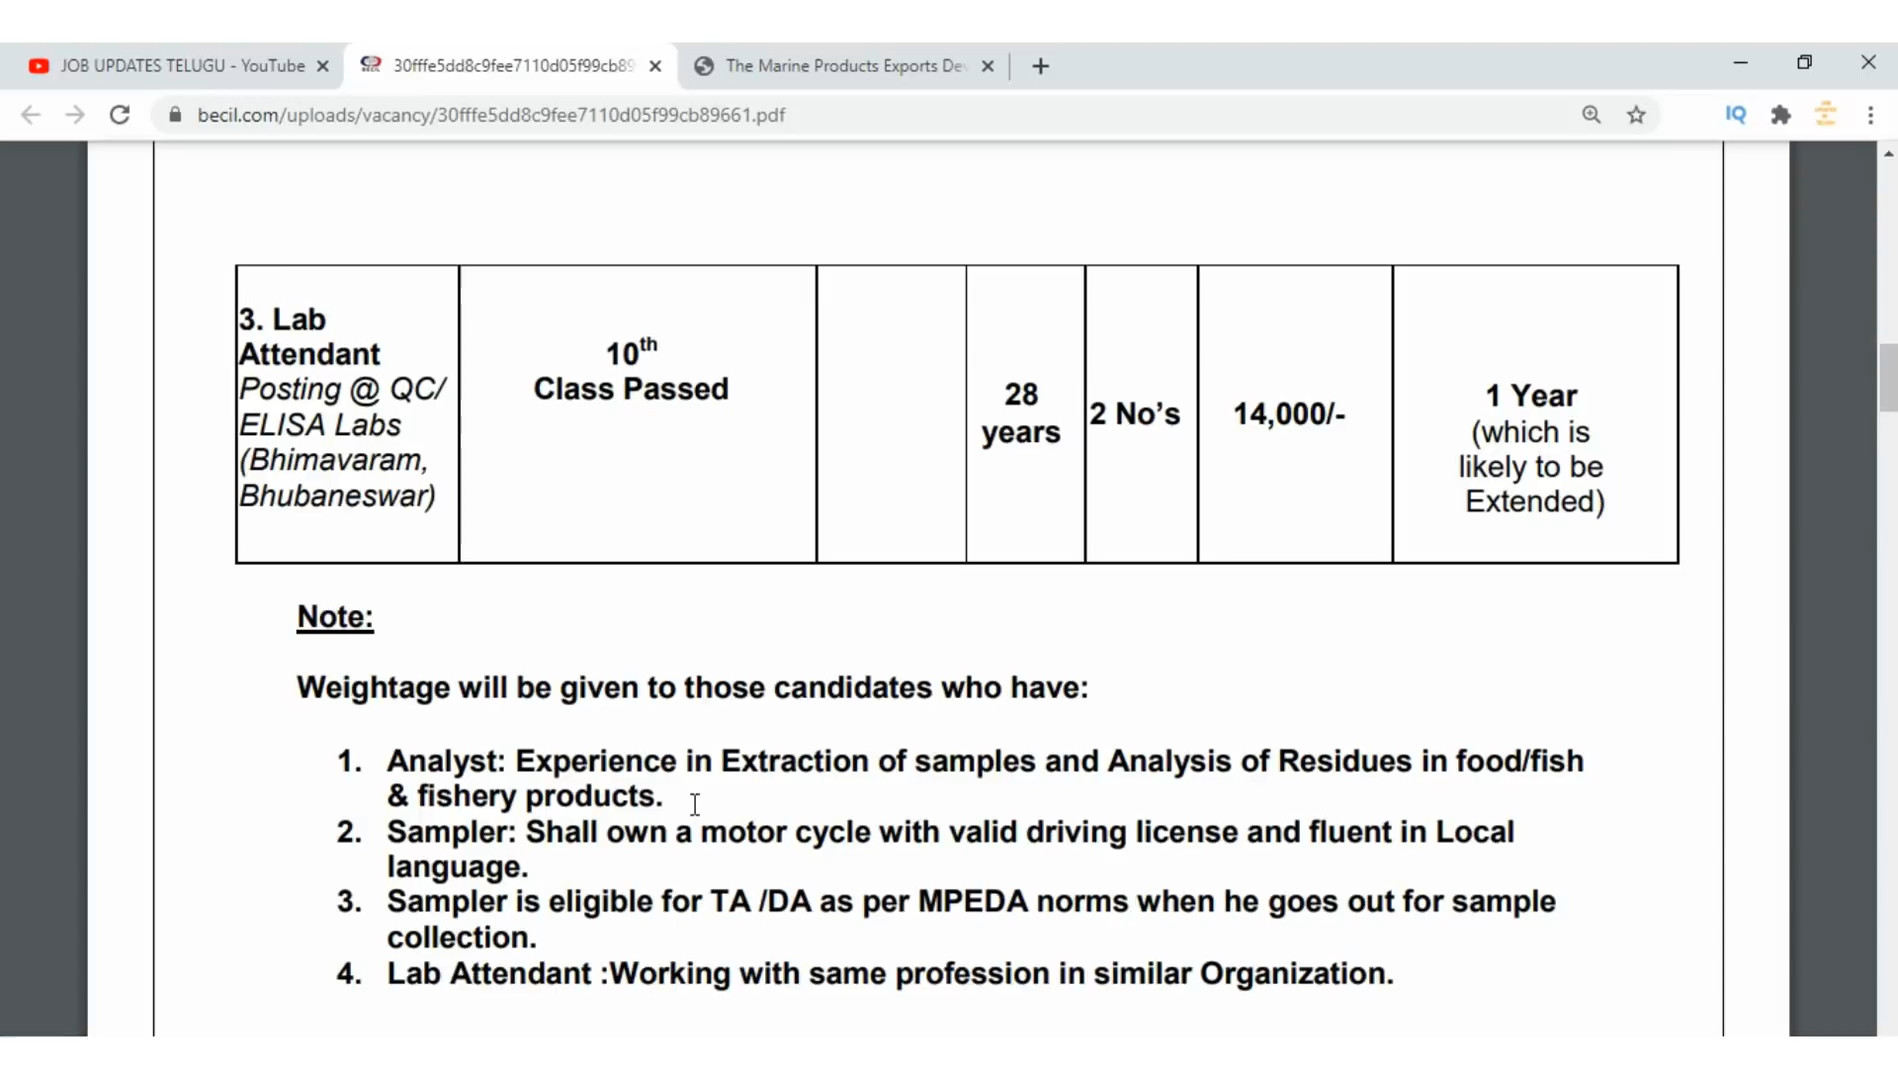 JOB UPDATES TELUGU - YouTube
30fffe5dd8c9fee7110d05f99cb89
The Marine Products Exports Dev
becil.com/uploads/vacancy/30fffe5dd8c9fee7110d05f99cb89661.pdf
IQ
3. Lab
Attendant
Posting @ QC/
ELISA Labs
(Bhimavaram,
Bhubaneswar)
10th
Class Passed
28
years
2 No's
14,000/-
1 Year
(which is
likely to be
Extended)
Note:
Weightage will be given to those candidates who have:
1. Analyst: Experience in Extraction of samples and Analysis of Residues in food/fish
& fishery products.
2. Sampler: Shall own a motor cycle with valid driving license and fluent in Local
language.
3. Sampler is eligible for TA /DA as per MPEDA norms when he goes out for sample
collection.
4. Lab Attendant :Working with same profession in similar Organization.